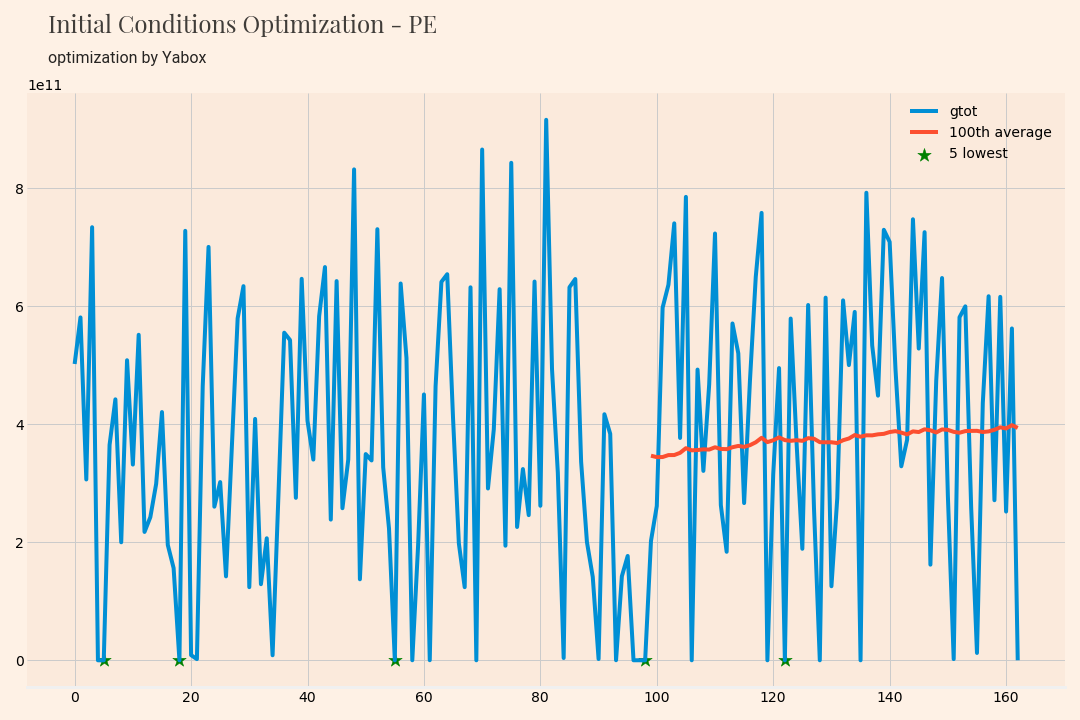 Initial Conditions Optimization - PE
optimization by Yabox
1e11
gtot
100th average
5 lowest
8
6
4
2
0
0 20 40 60 80 100 120 140 160